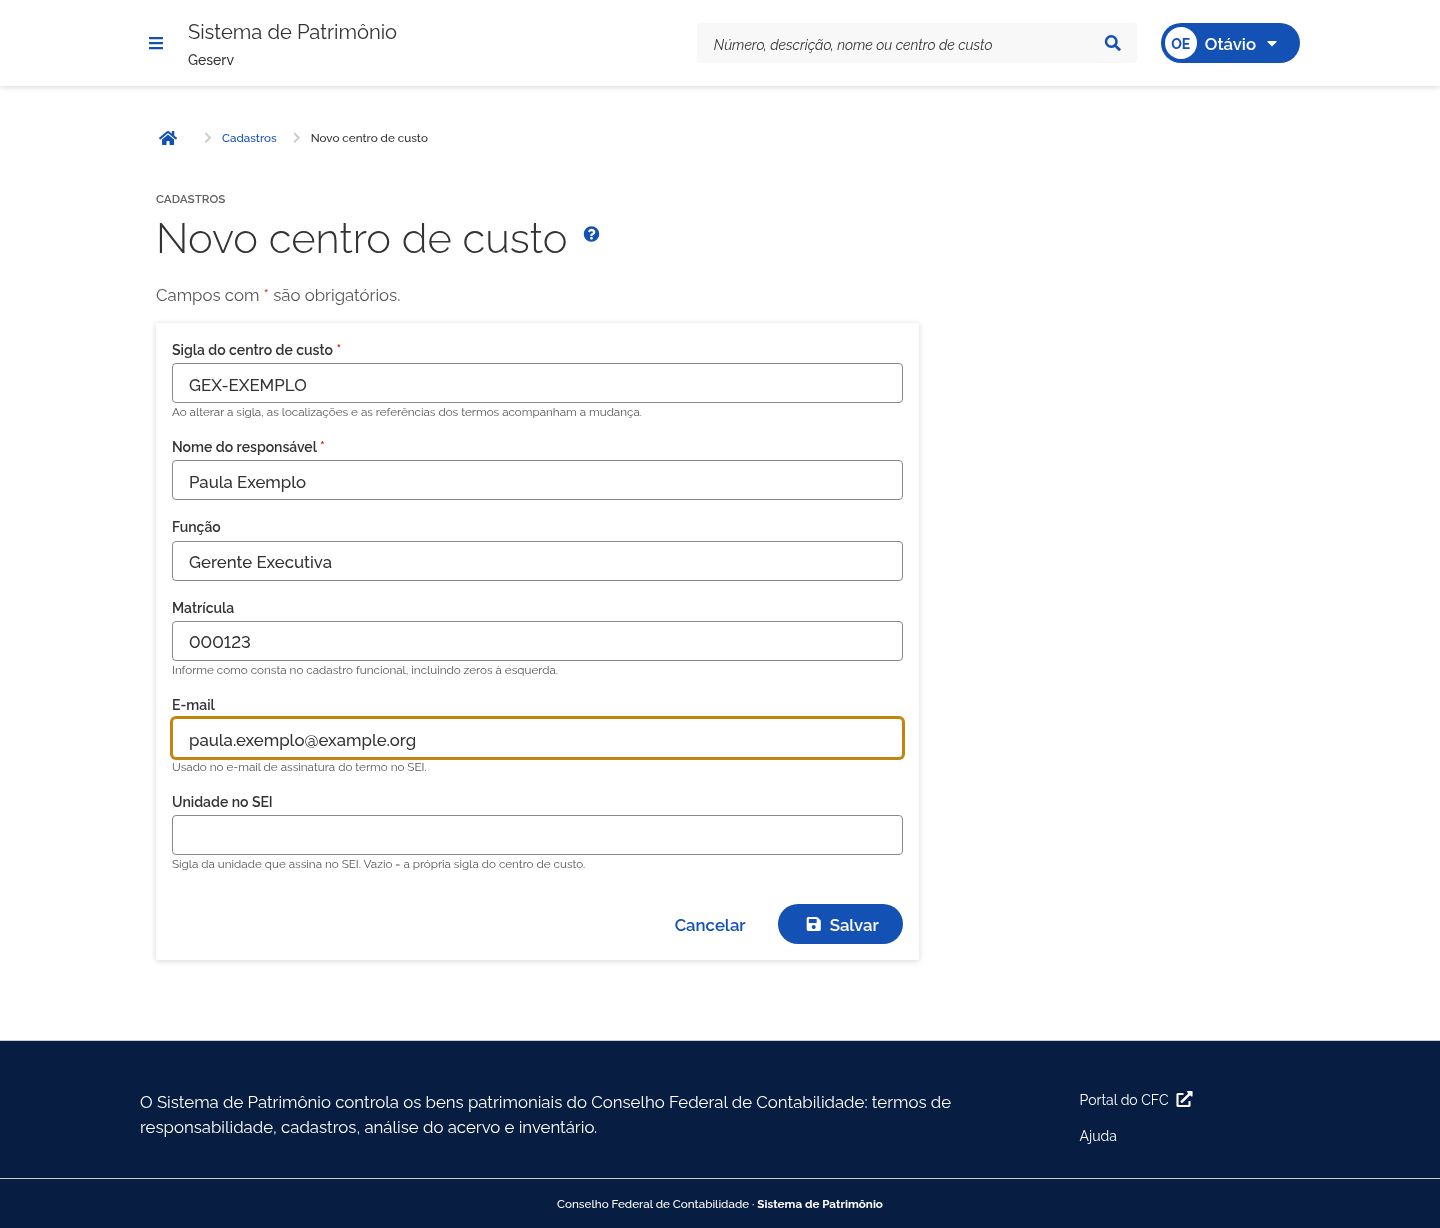 Sistema de Patrimônio
Geserv
Número, descrição, nome ou centro de custo
OE
Otávio
Cadastros
Novo centro de custo
CADASTROS
Novo centro de custo
Campos com * são obrigatórios.
Sigla do centro de custo *
GEX-EXEMPLO
Ao alterar a sigla, as localizações e as referências dos termos acompanham a mudança.
Nome do responsável *
Paula Exemplo
Função
Gerente Executiva
Matrícula
000123
Informe como consta no cadastro funcional, incluindo zeros à esquerda.
E-mail
paula.exemplo@example.org
Usado no e-mail de assinatura do termo no SEI.
Unidade no SEI
Sigla da unidade que assina no SEI. Vazio = a própria sigla do centro de custo.
Cancelar
Salvar
O Sistema de Patrimônio controla os bens patrimoniais do Conselho Federal de Contabilidade: termos de
responsabilidade, cadastros, análise do acervo e inventário.
Portal do CFC
Ajuda
Conselho Federal de Contabilidade · Sistema de Patrimônio